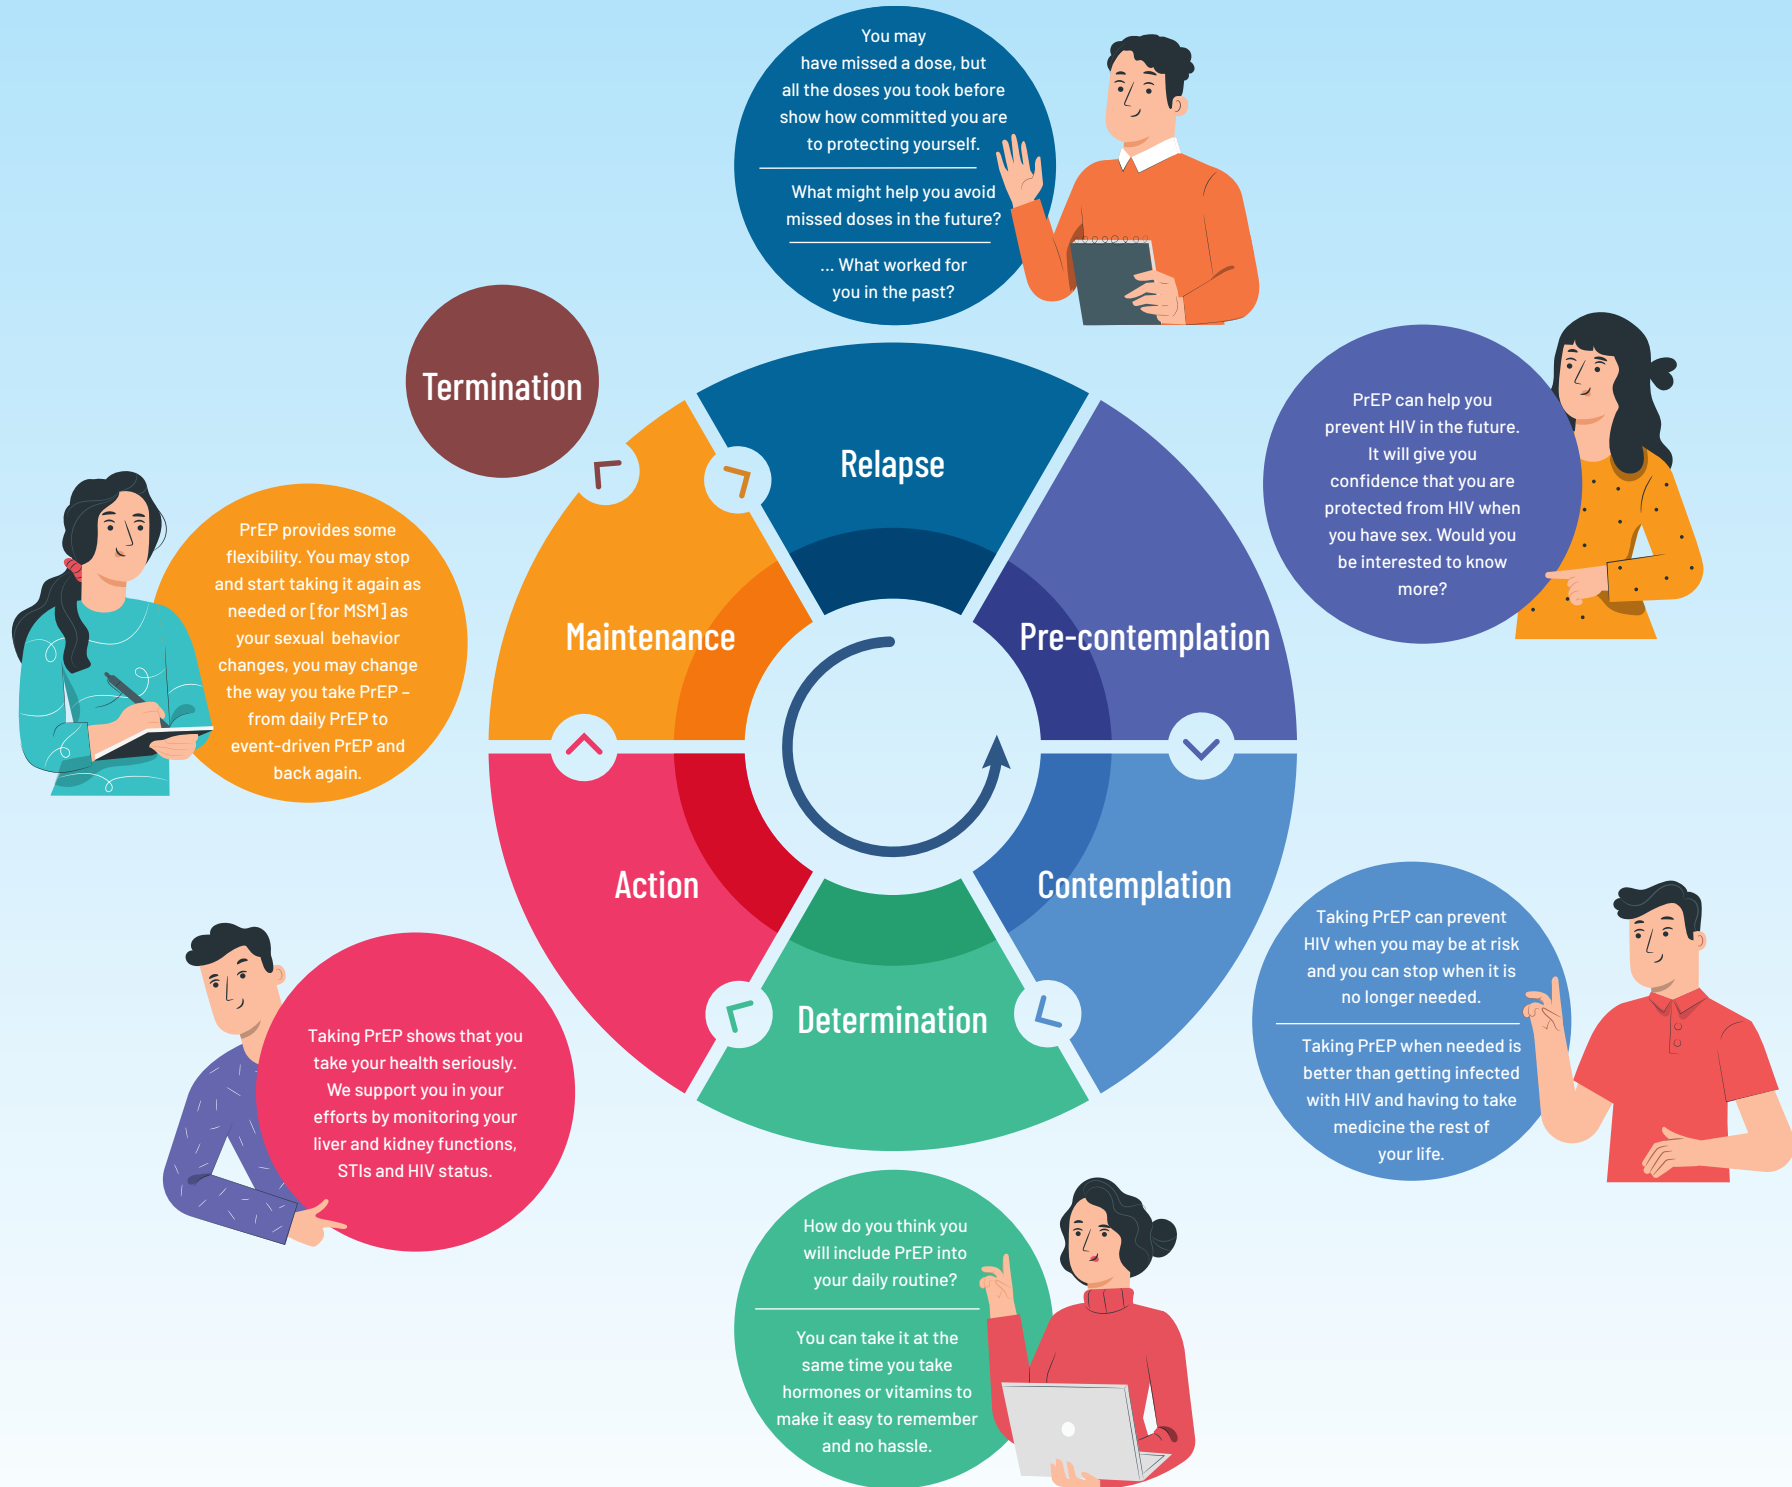 You may
have missed a dose, but
all the doses you took before
show how committed you are
to protecting yourself.
What might help you avoid
missed doses in the future?
... What worked for
you in the past?
Termination
Relapse
PrEP can help you
prevent HIV in the future.
It will give you
confidence that you are
protected from HIV when
you have sex. Would you
be interested to know
more?
PrEP provides some
flexibility. You may stop
and start taking it again as
needed or [for MSM] as
your sexual behavior
changes, you may change
the way you take PrEP –
from daily PrEP to
event-driven PrEP and
back again.
Maintenance
Pre-contemplation
Action
Contemplation
Determination
Taking PrEP can prevent
HIV when you may be at risk
and you can stop when it is
no longer needed.
Taking PrEP when needed is
better than getting infected
with HIV and having to take
medicine the rest of
your life.
Taking PrEP shows that you
take your health seriously.
We support you in your
efforts by monitoring your
liver and kidney functions,
STIs and HIV status.
How do you think you
will include PrEP into
your daily routine?
You can take it at the
same time you take
hormones or vitamins to
make it easy to remember
and no hassle.